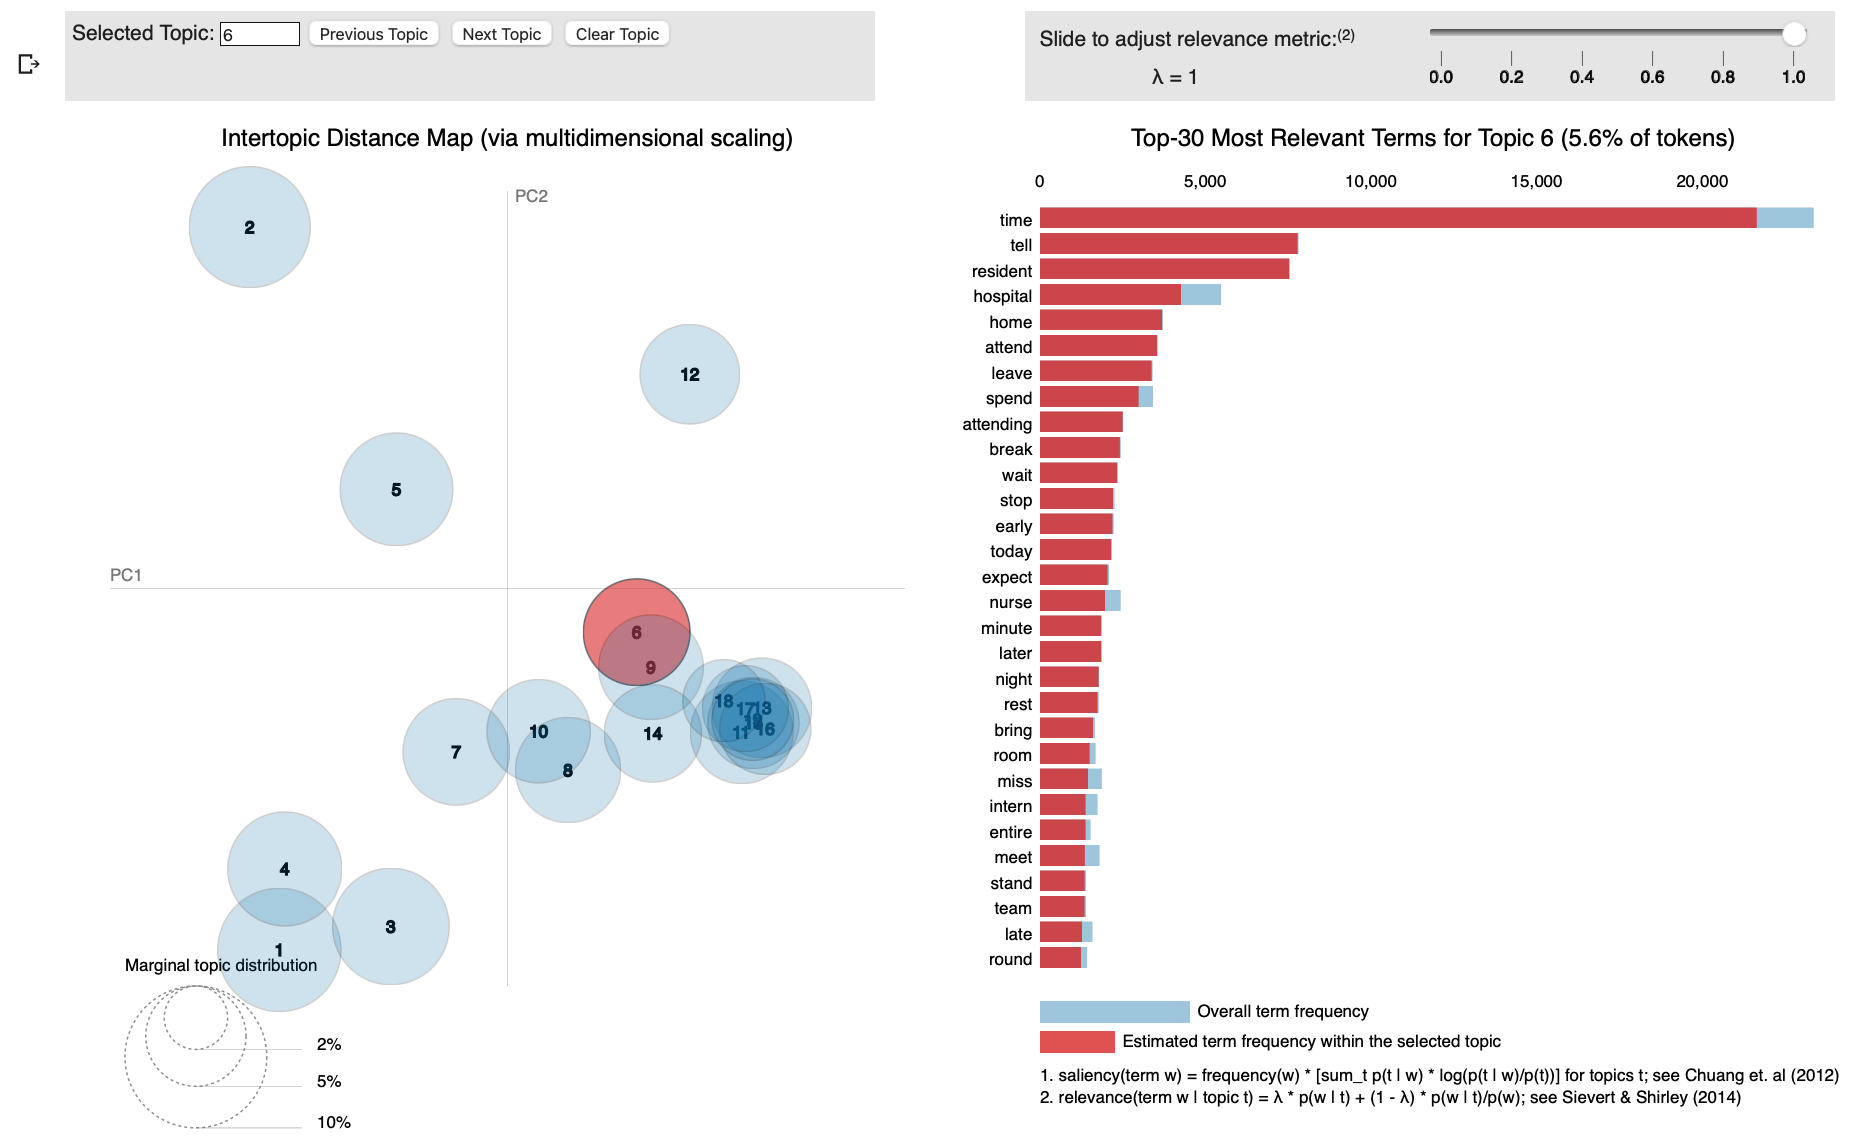 Selected Topic: 6 Previous Topic Next Topic Clear Topic
Slide to adjust relevance metric:(2)
λ = 1
0.0 0.2 0.4 0.6 0.8 1.0
Intertopic Distance Map (via multidimensional scaling)
PC2
PC1
2
12
5
6
9
18
17
13
11
16
10
14
7
8
4
3
1
Marginal topic distribution
2%
5%
10%
Top-30 Most Relevant Terms for Topic 6 (5.6% of tokens)
0 5,000 10,000 15,000 20,000
time
tell
resident
hospital
home
attend
leave
spend
attending
break
wait
stop
early
today
expect
nurse
minute
later
night
rest
bring
room
miss
intern
entire
meet
stand
team
late
round
Overall term frequency
Estimated term frequency within the selected topic
1. saliency(term w) = frequency(w) * [sum_t p(t | w) * log(p(t | w)/p(t))] for topics t; see Chuang et. al (2012)
2. relevance(term w | topic t) = λ * p(w | t) + (1 - λ) * p(w | t)/p(w); see Sievert & Shirley (2014)